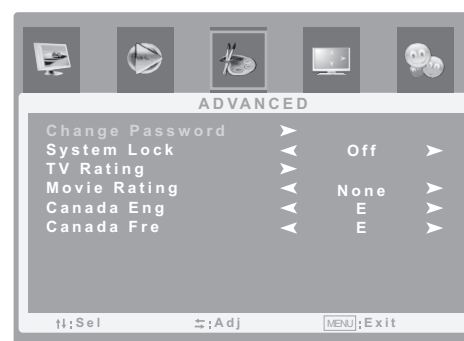 ADVANCED
Change Password
System Lock Off
TV Rating
Movie Rating None
Canada Eng E
Canada Fre E
↑↓:Sel ⇆:Adj MENU:Exit